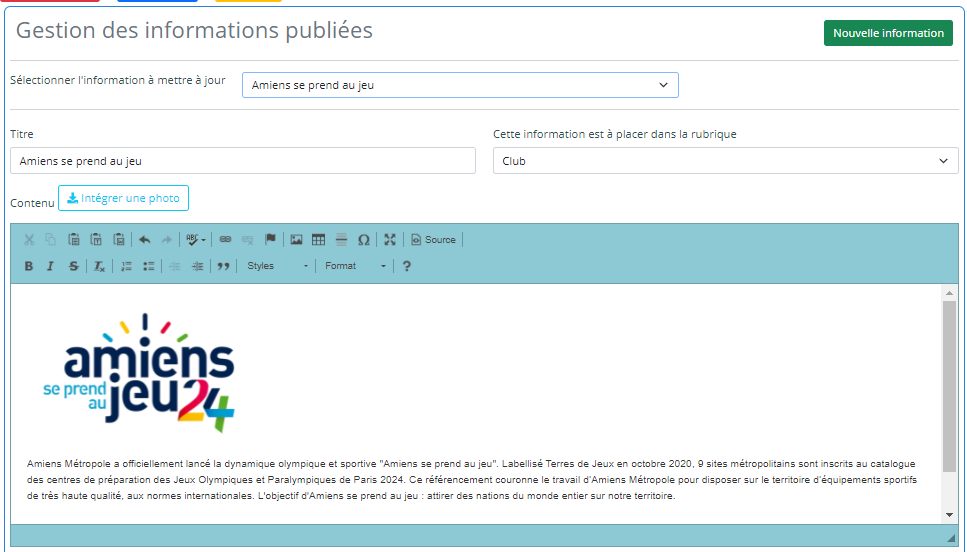 Gestion des informations publiées
Nouvelle information
Sélectionner l'information à mettre à jour
Amiens se prend au jeu
Titre
Cette information est à placer dans la rubrique
Amiens se prend au jeu
Club
Contenu
Intégrer une photo
ABC
Ω
Source
B I S Tx
Styles
Format
?
amiens
se prend
au
jeu24
Amiens Métropole a officiellement lancé la dynamique olympique et sportive "Amiens se prend au jeu". Labellisé Terres de Jeux en octobre 2020, 9 sites métropolitains sont inscrits au catalogue
des centres de préparation des Jeux Olympiques et Paralympiques de Paris 2024. Ce référencement couronne le travail d'Amiens Métropole pour disposer sur le territoire d'équipements sportifs
de très haute qualité, aux normes internationales. L'objectif d'Amiens se prend au jeu : attirer des nations du monde entier sur notre territoire.